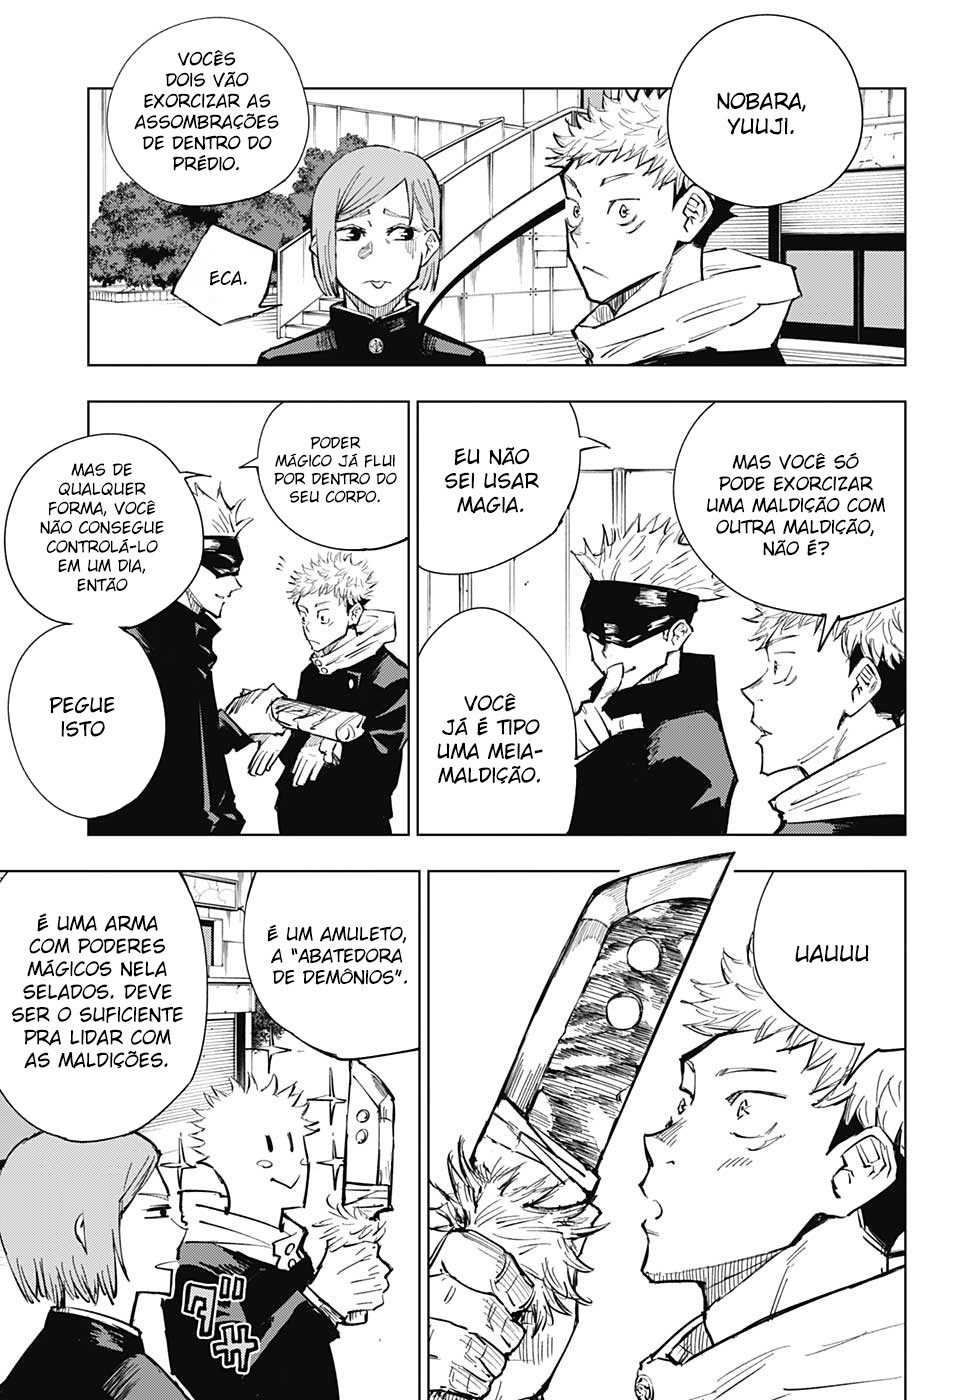 NOBARA,
YUUJI.
VOCÊS
DOIS VÃO
EXORCIZAR AS
ASSOMBRAÇÕES
DE DENTRO DO
PRÉDIO.
ECA.
MAS VOCÊ SÓ
PODE EXORCIZAR
UMA MALDIÇÃO COM
OUTRA MALDIÇÃO,
NÃO É?
EU NÃO
SEI USAR
MAGIA.
VOCÊ
JÁ É TIPO
UMA MEIA-
MALDIÇÃO.
PODER
MÁGICO JÁ FLUI
POR DENTRO DO
SEU CORPO.
MAS DE
QUALQUER
FORMA, VOCÊ
NÃO CONSEGUE
CONTROLÁ-LO
EM UM DIA,
ENTÃO
PEGUE
ISTO
UAUUU
É UM AMULETO,
A "ABATEDORA
DE DEMÔNIOS".
É UMA ARMA
COM PODERES
MÁGICOS NELA
SELADOS. DEVE
SER O SUFICIENTE
PRA LIDAR COM
AS MALDIÇÕES.
ダサッ